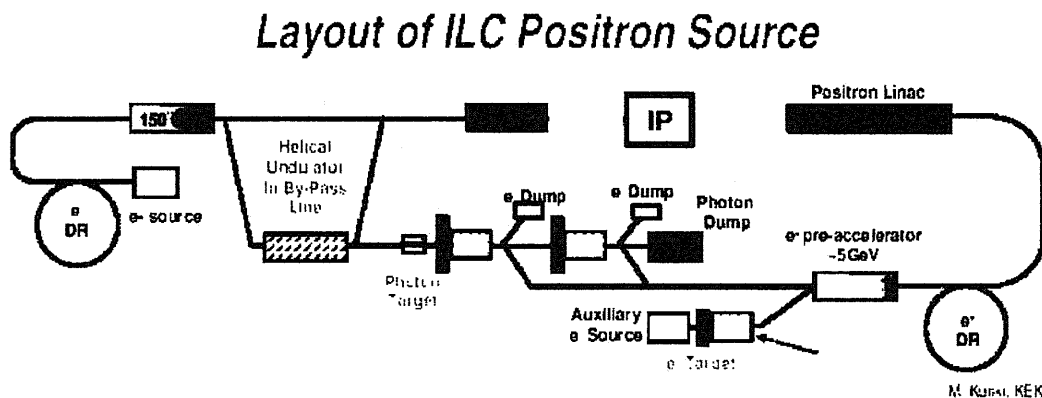 Layout of ILC Positron Source
Positron Linac
150
IP
Helical
Undulator
In By-Pass
Line
e- source
e
DR
e Dump
e Dump
Photon
Dump
e+ pre-accelerator
~5GeV
Photon
Target
Auxiliary
e Source
e Target
e+
DR
KEK